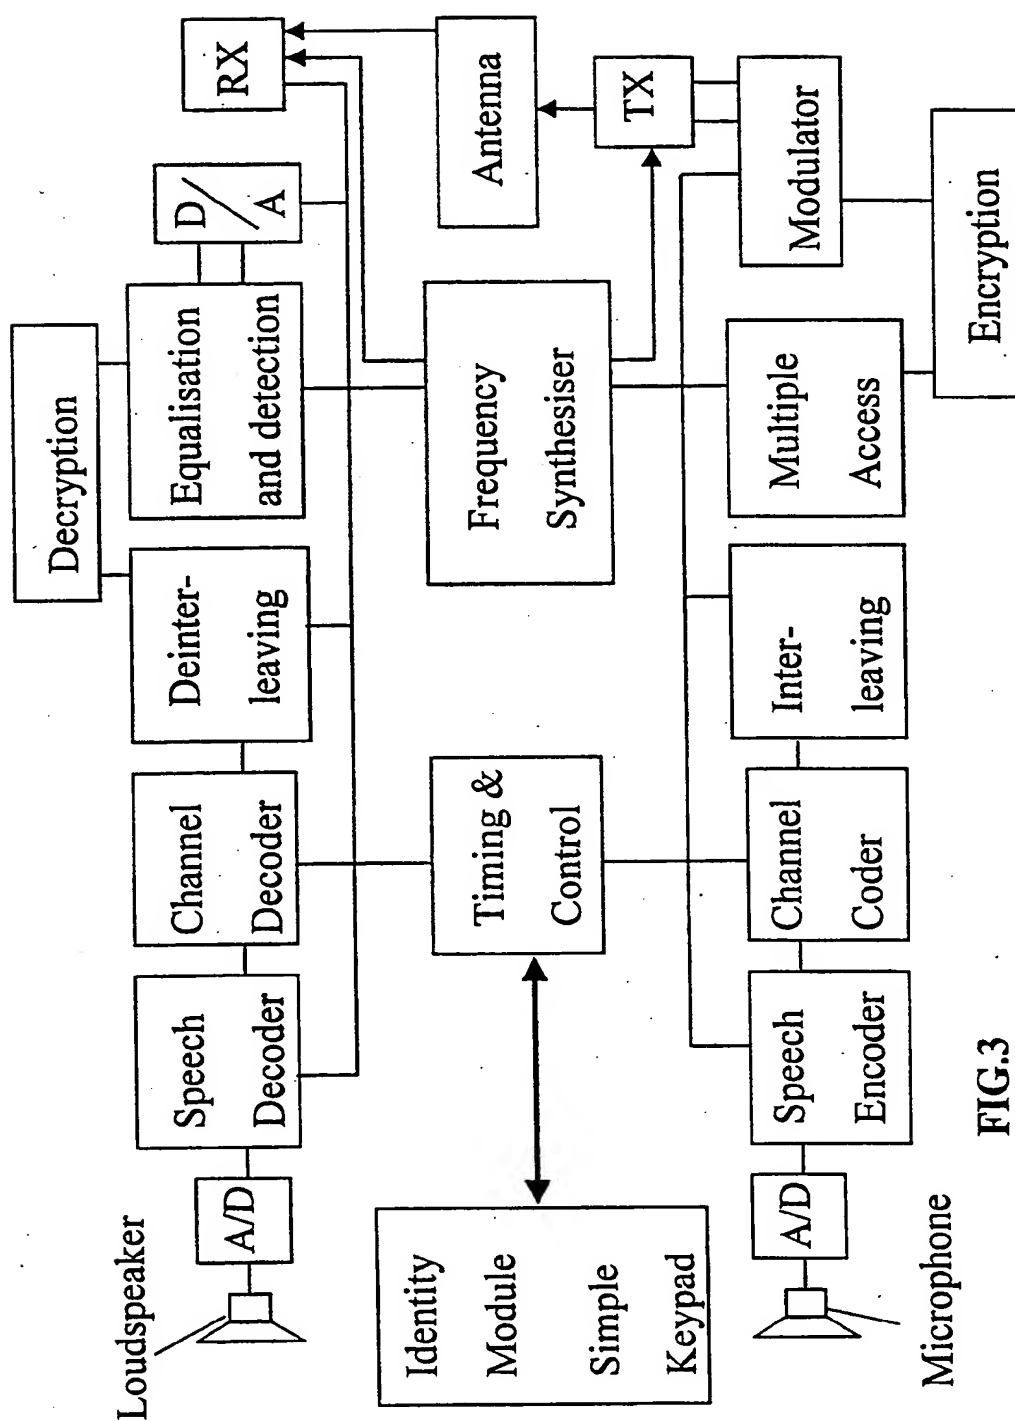 Loudspeaker
A/D
Speech
Decoder
Channel
Decoder
Deinter-
leaving
Decryption
Equalisation
and detection
D/A
RX
Identity
Module
Simple
Keypad
Timing &
Control
Frequency
Synthesiser
Antenna
TX
Microphone
A/D
Speech
Encoder
Channel
Coder
Inter-
leaving
Multiple
Access
Modulator
Encryption
FIG.3